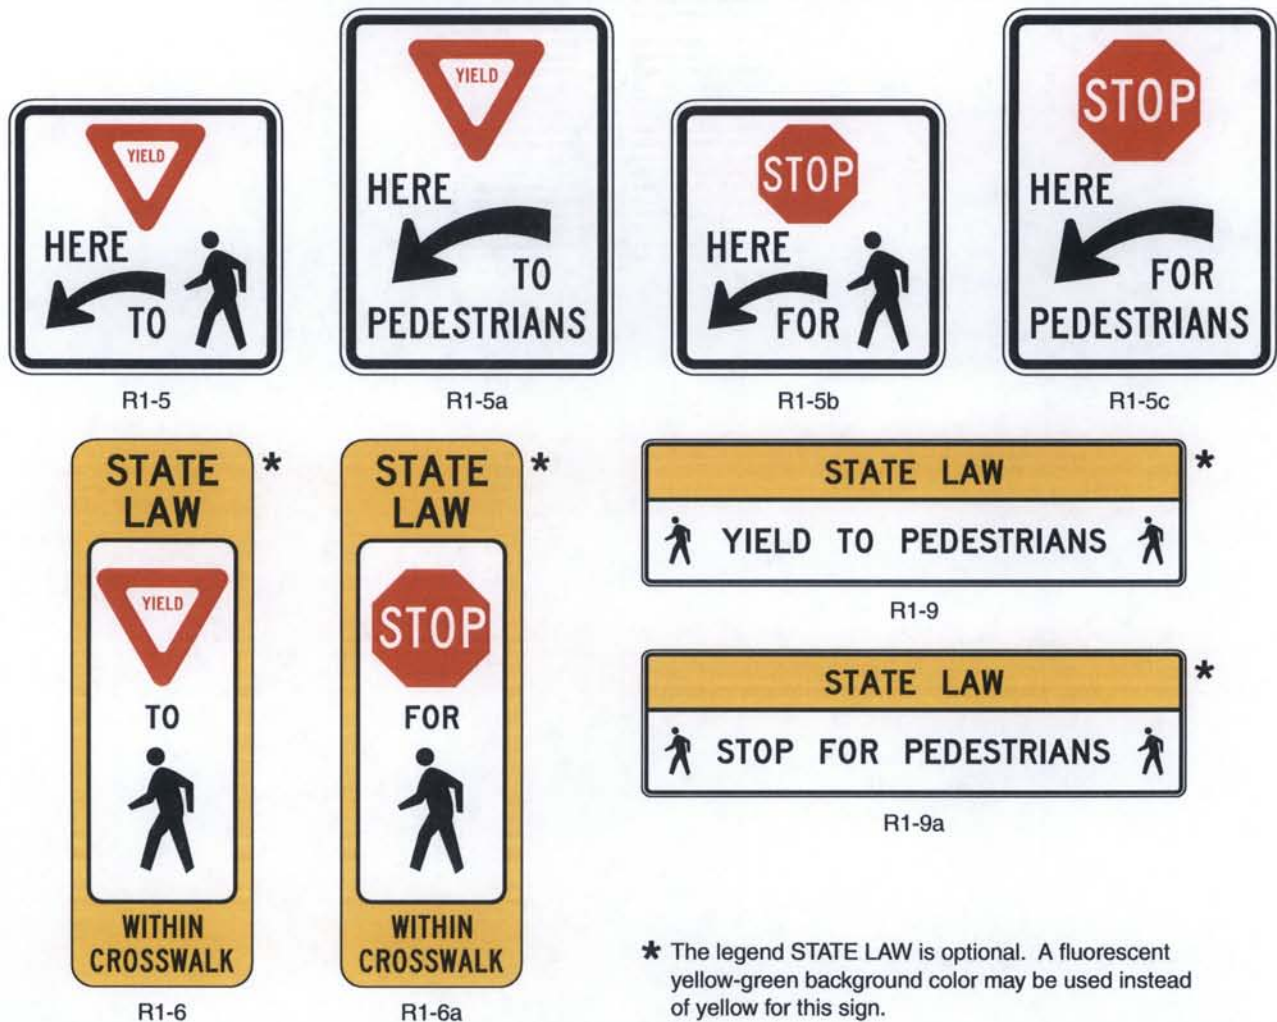 YIELD
HERE
TO
R1-5
YIELD
HERE
TO
PEDESTRIANS
R1-5a
STOP
HERE
FOR
R1-5b
STOP
HERE
FOR
PEDESTRIANS
R1-5c
STATE *
LAW
YIELD
TO
WITHIN
CROSSWALK
R1-6
STATE *
LAW
STOP
FOR
WITHIN
CROSSWALK
R1-6a
STATE LAW *
YIELD TO PEDESTRIANS
R1-9
STATE LAW *
STOP FOR PEDESTRIANS
R1-9a
* The legend STATE LAW is optional. A fluorescent
yellow-green background color may be used instead
of yellow for this sign.